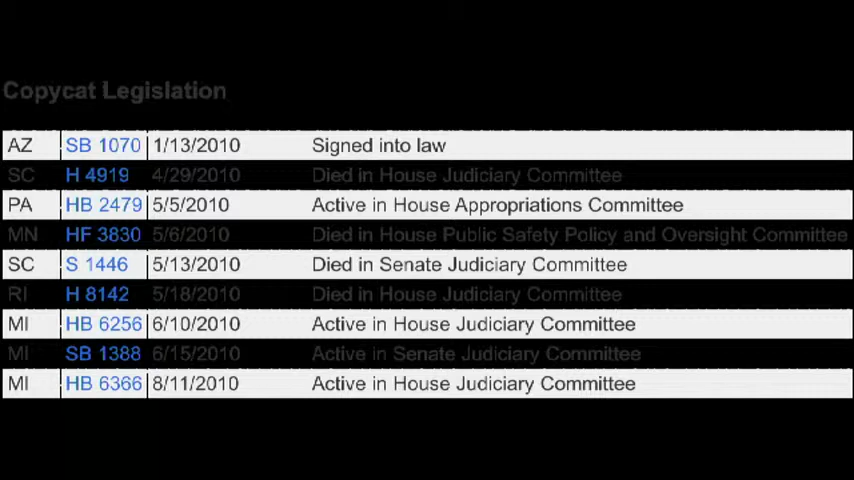 Copycat Legislation
AZ SB 1070 1/13/2010 Signed into law
SC H 4919 4/29/2010 Died in House Judiciary Committee
PA HB 2479 5/5/2010 Active in House Appropriations Committee
MN HF 3830 5/6/2010 Died in House Public Safety Policy and Oversight Committee
SC S 1446 5/13/2010 Died in Senate Judiciary Committee
RI H 8142 5/18/2010 Died in House Judiciary Committee
MI HB 6256 6/10/2010 Active in House Judiciary Committee
MI SB 1388 6/15/2010 Active in Senate Judiciary Committee
MI HB 6366 8/11/2010 Active in House Judiciary Committee